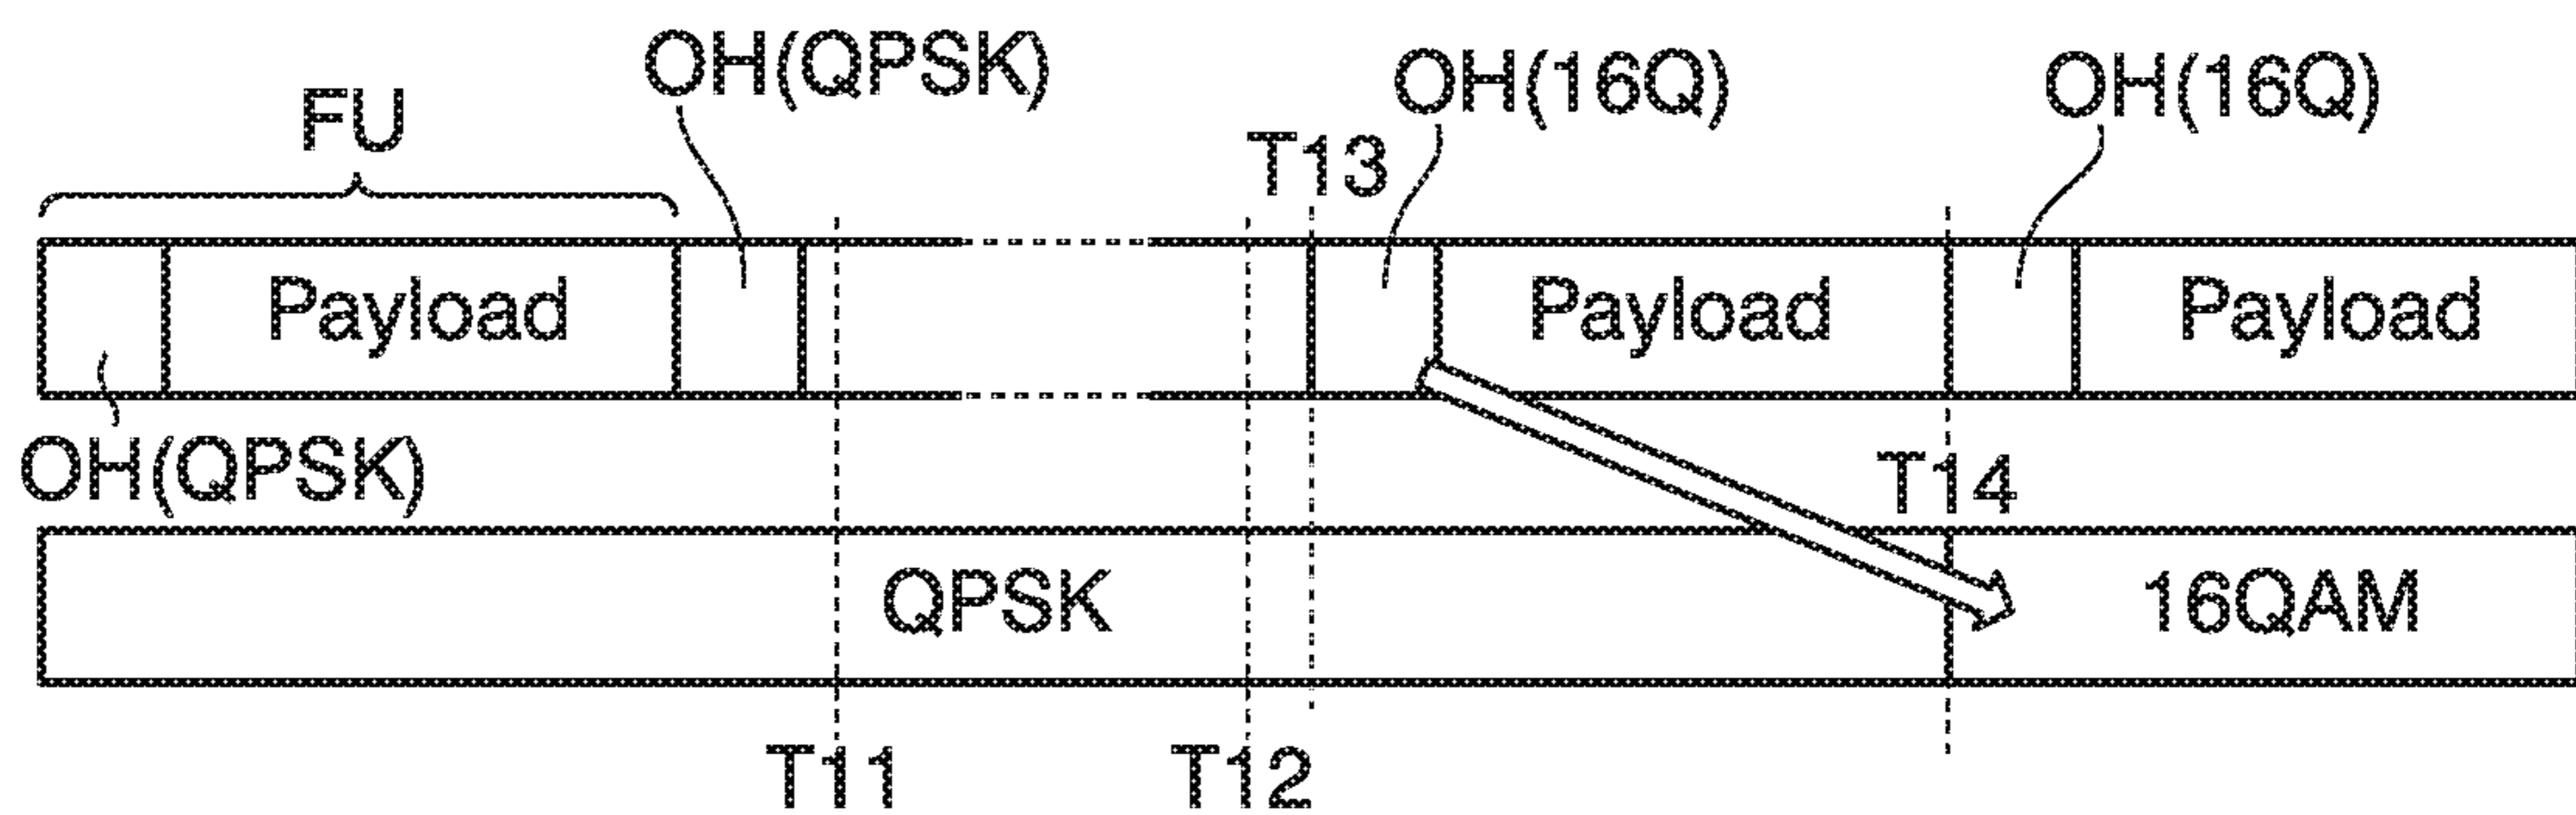 OH(QPSK)
OH(16Q)
OH(16Q)
FU
T13
Payload
Payload
Payload
OH(QPSK)
T14
QPSK
16QAM
T11
T12